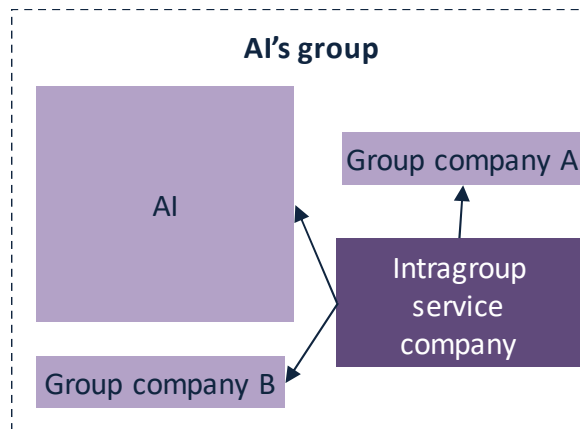 AI’s group
AI
Group company A
Intragroup
service
company
Group company B